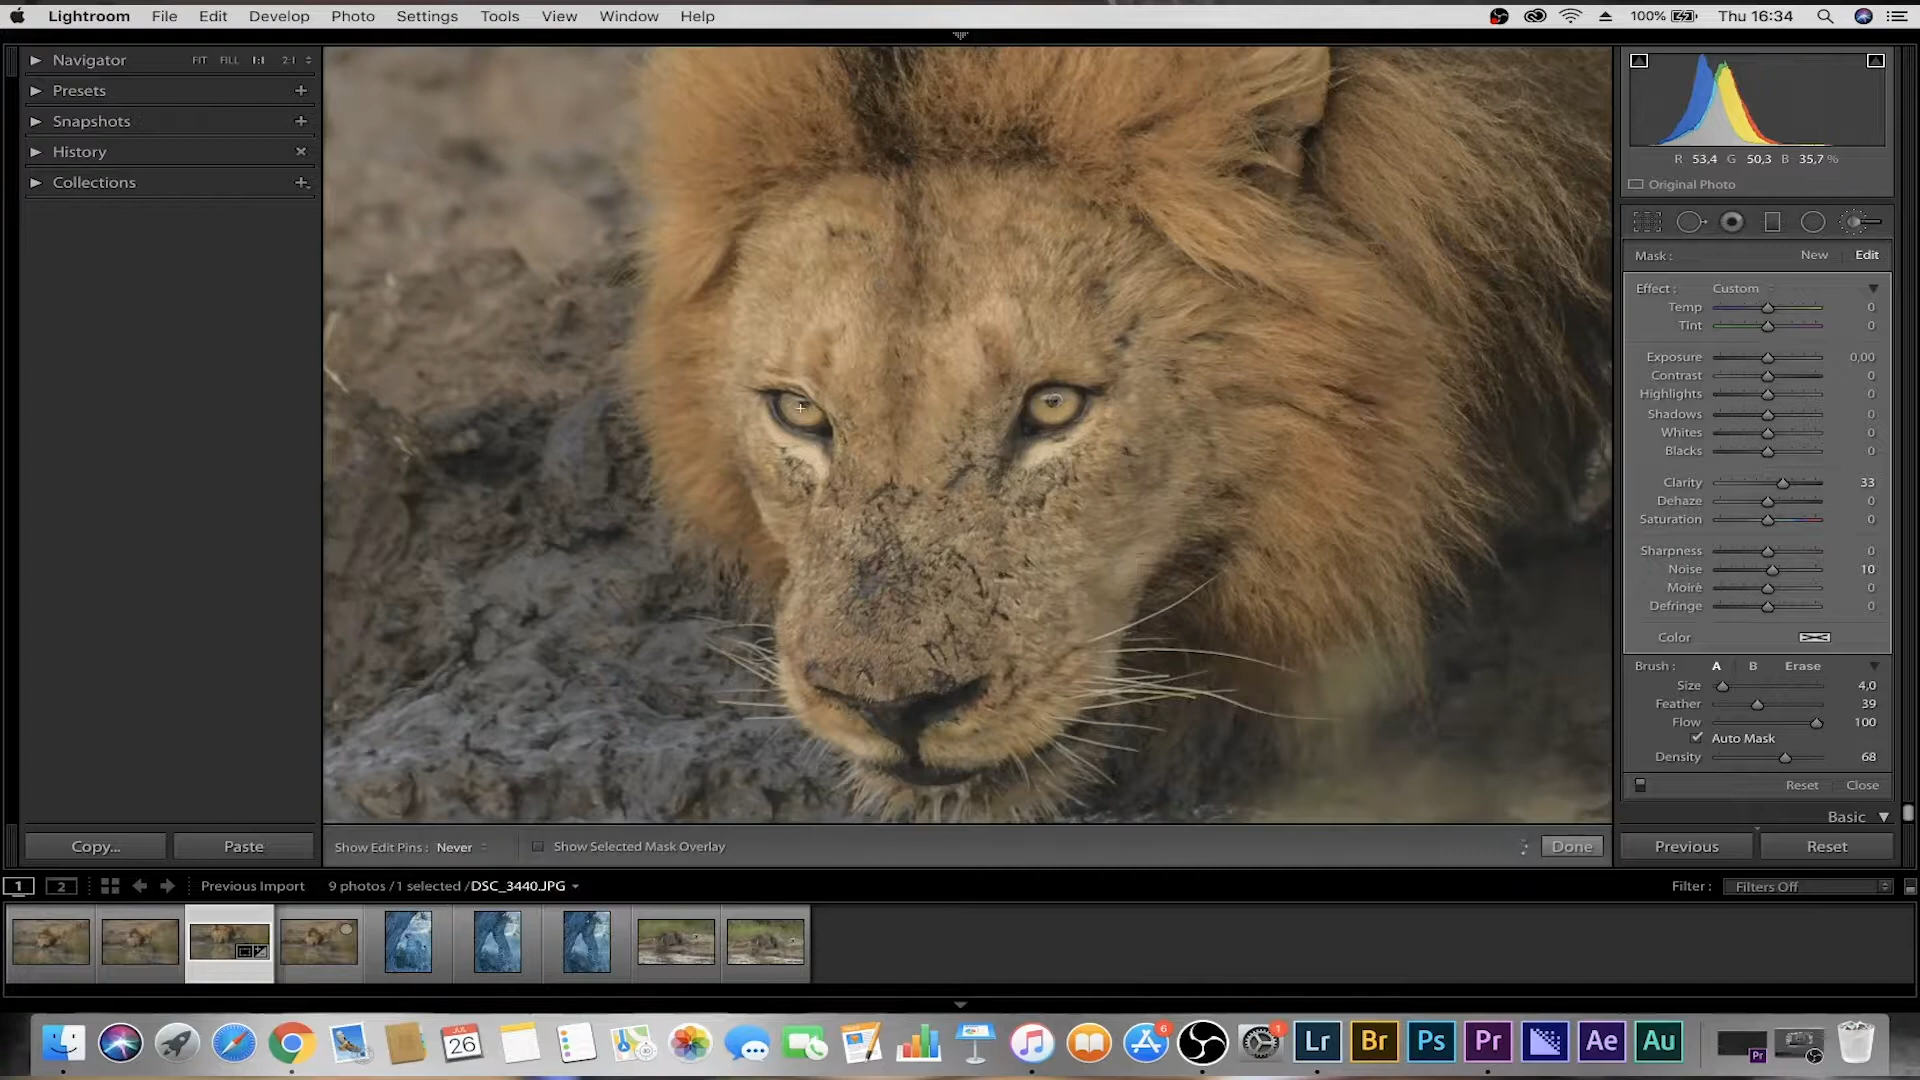 Lightroom File Edit Develop Photo Settings Tools View Window Help 100% Thu 16:34
Navigator FIT FILL 1:1 2:1
Presets
Snapshots
History
Collections
R 53,4 G 50,3 B 35,7 %
Original Photo
Mask : New Edit
Effect : Custom
Temp 0
Tint 0
Exposure 0,00
Contrast 0
Highlights 0
Shadows 0
Whites 0
Blacks 0
Clarity 33
Dehaze 0
Saturation 0
Sharpness 0
Noise 10
Moiré 0
Defringe 0
Color
Brush : A B Erase
Size 4,0
Feather 39
Flow 100
Auto Mask
Density 68
Reset Close
Basic
Copy... Paste Show Edit Pins : Never Show Selected Mask Overlay Done Previous Reset
1 2 Previous Import 9 photos / 1 selected / DSC_3440.JPG Filter : Filters Off
JUL
26
6
1
Lr Br Ps Pr Ae Au
Pr